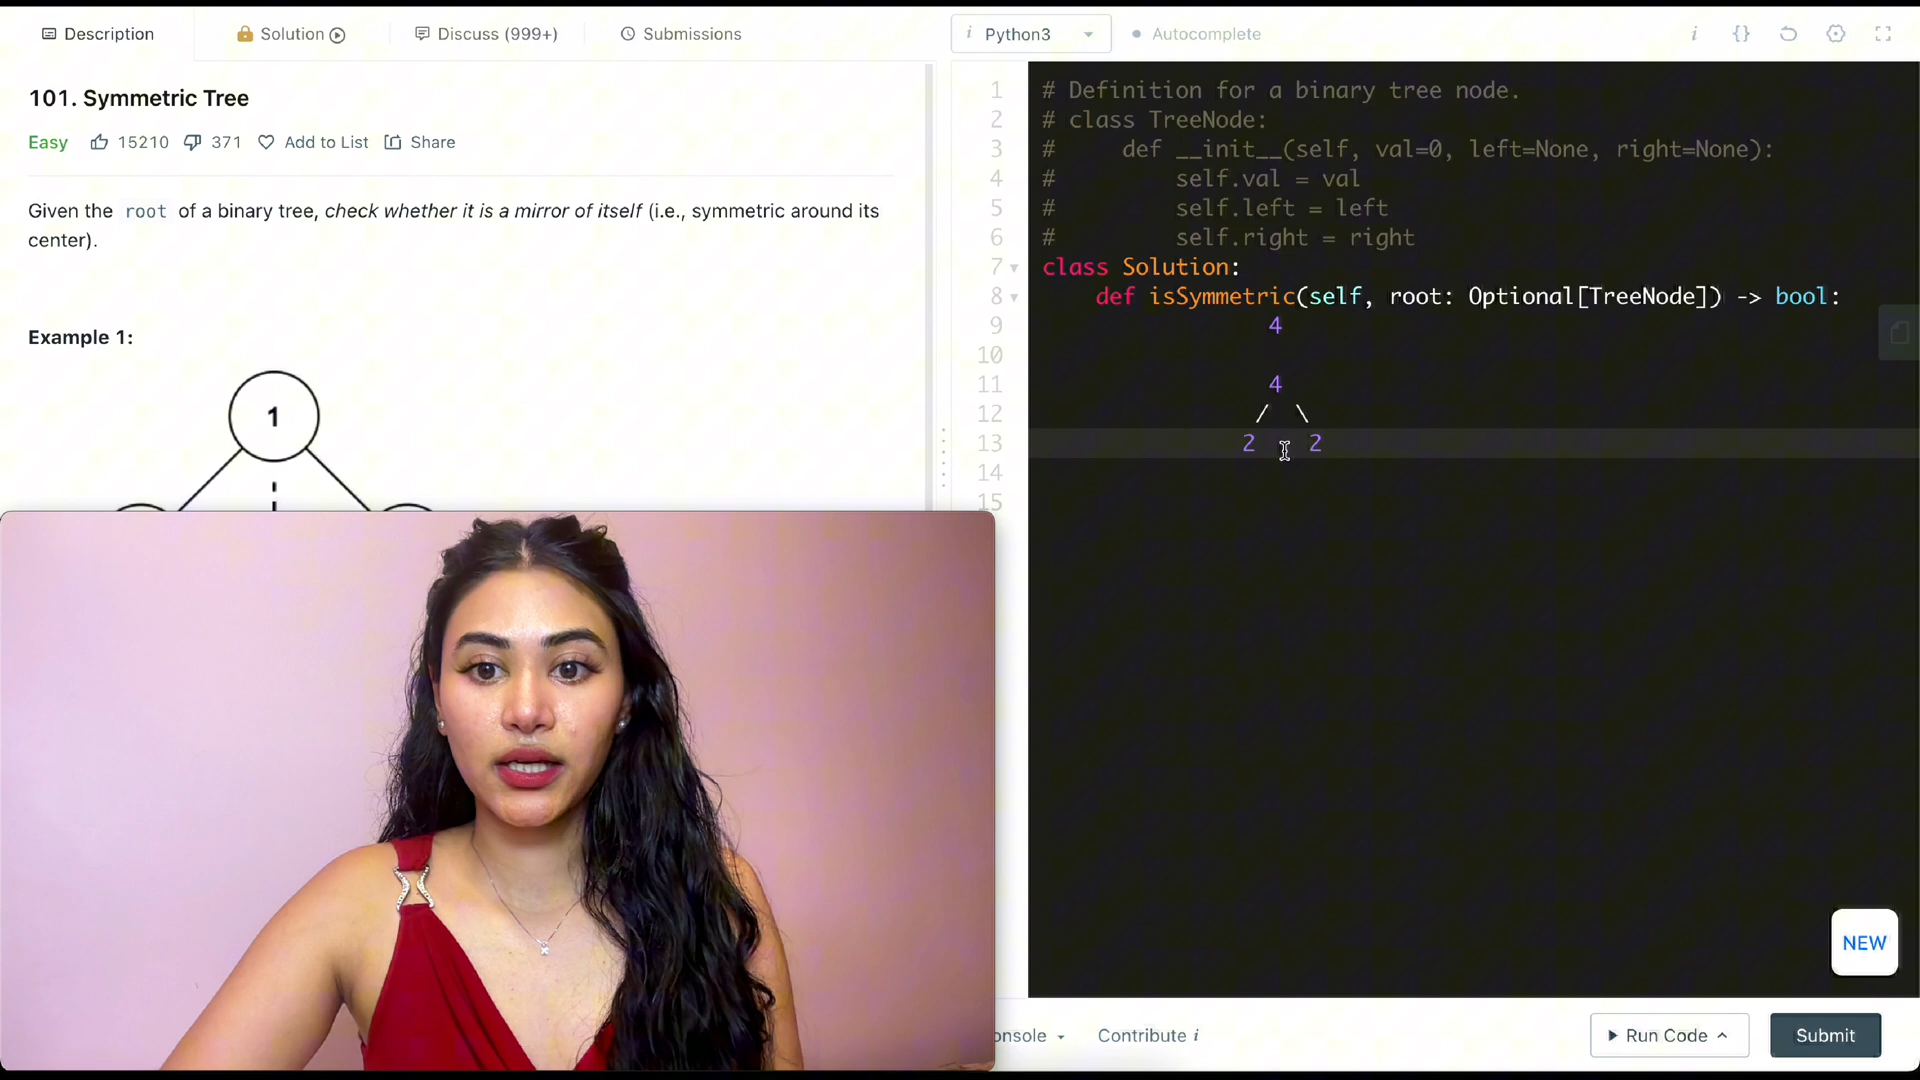 Description
Solution
Discuss (999+)
Submissions
i Python3
Autocomplete
i {}
101. Symmetric Tree
Easy 15210 371 Add to List Share
Given the root of a binary tree, check whether it is a mirror of itself (i.e., symmetric around its
center).
Example 1:
1
1 # Definition for a binary tree node.
2 # class TreeNode:
3 #     def __init__(self, val=0, left=None, right=None):
4 #         self.val = val
5 #         self.left = left
6 #         self.right = right
7 class Solution:
8     def isSymmetric(self, root: Optional[TreeNode]) -> bool:
9                  4
10
11                 4
12                / \
13               2   2
14
15
NEW
onsole
Contribute i
Run Code
Submit